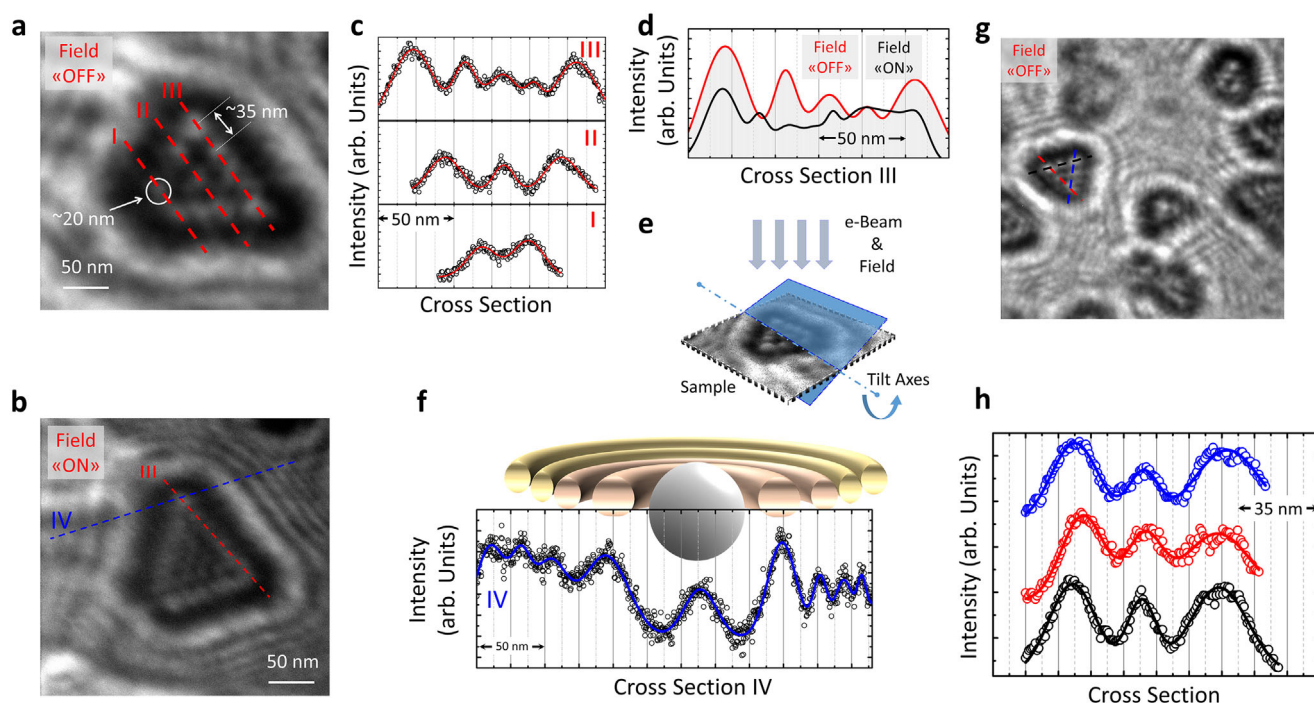 a
Field
«OFF»
I
II
III
~35 nm
~20 nm
50 nm
b
Field
«ON»
III
IV
50 nm
c
III
II
I
50 nm
Intensity (arb. Units)
Cross Section
d
Field
«OFF»
Field
«ON»
50 nm
Intensity
(arb. Units)
Cross Section III
e
e-Beam
&
Field
Sample
Tilt Axes
f
IV
50 nm
Intensity
(arb. Units)
Cross Section IV
g
Field
«OFF»
h
35 nm
Intensity (arb. Units)
Cross Section